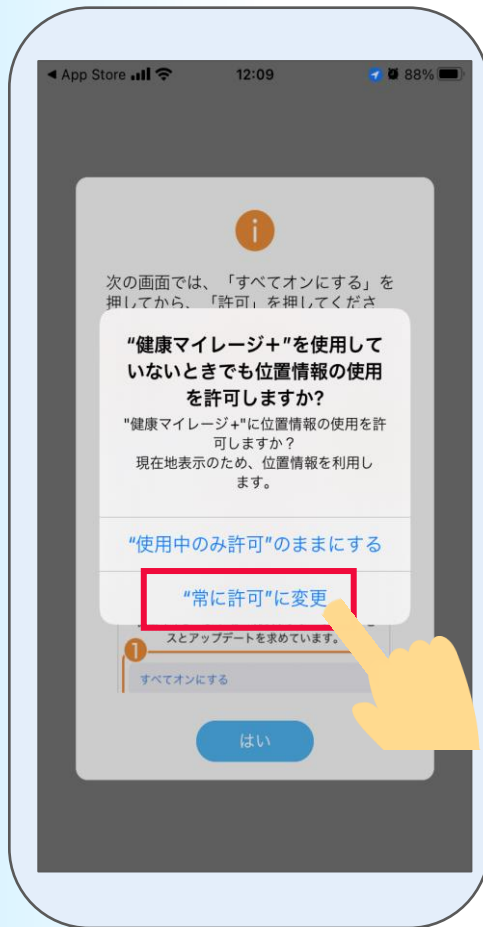 ◀ App Store 12:09 88%
i
次の画面では、「すべてオンにする」を
押してから、「許可」を押してくださ
“健康マイレージ＋”を使用して
いないときでも位置情報の使用
を許可しますか?
"健康マイレージ+"に位置情報の使用を許
可しますか？
現在地表示のため、位置情報を利用し
ます。
“使用中のみ許可”のままにする
“常に許可”に変更
スとアップデートを求めています。
1
すべてオンにする
はい